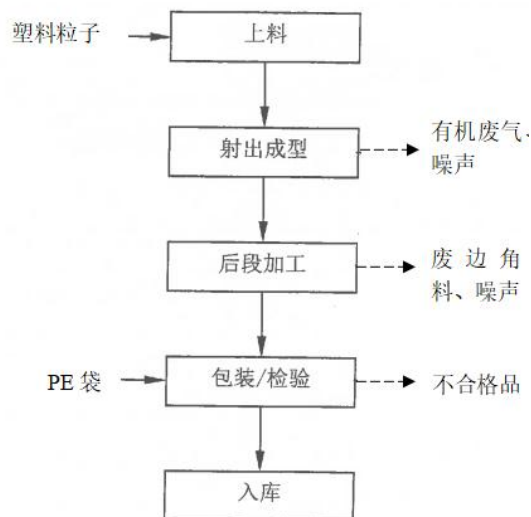 塑料粒子
上料
射出成型
有机废气、
噪声
后段加工
废边角
料、噪声
PE 袋
包装/检验
不合格品
入库